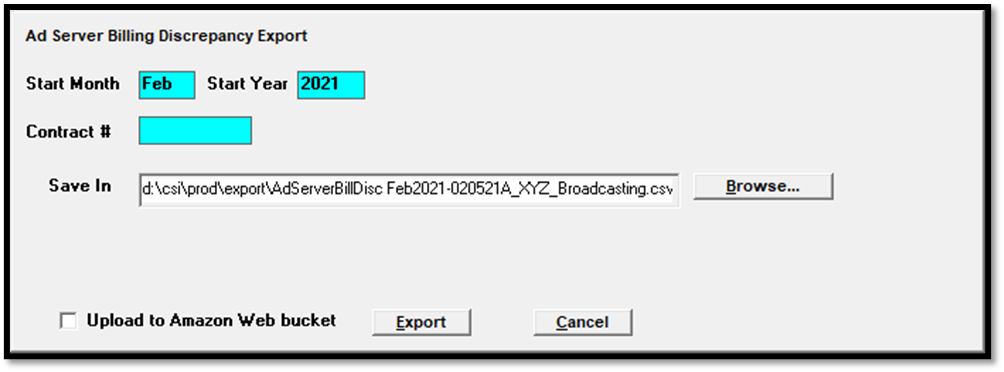 Ad Server Billing Discrepancy Export
Start Month Feb Start Year 2021
Contract #
Save In d:\csi\prod\export\AdServerBillDisc Feb2021-020521A_XYZ_Broadcasting.csv Browse...
Upload to Amazon Web bucket Export Cancel